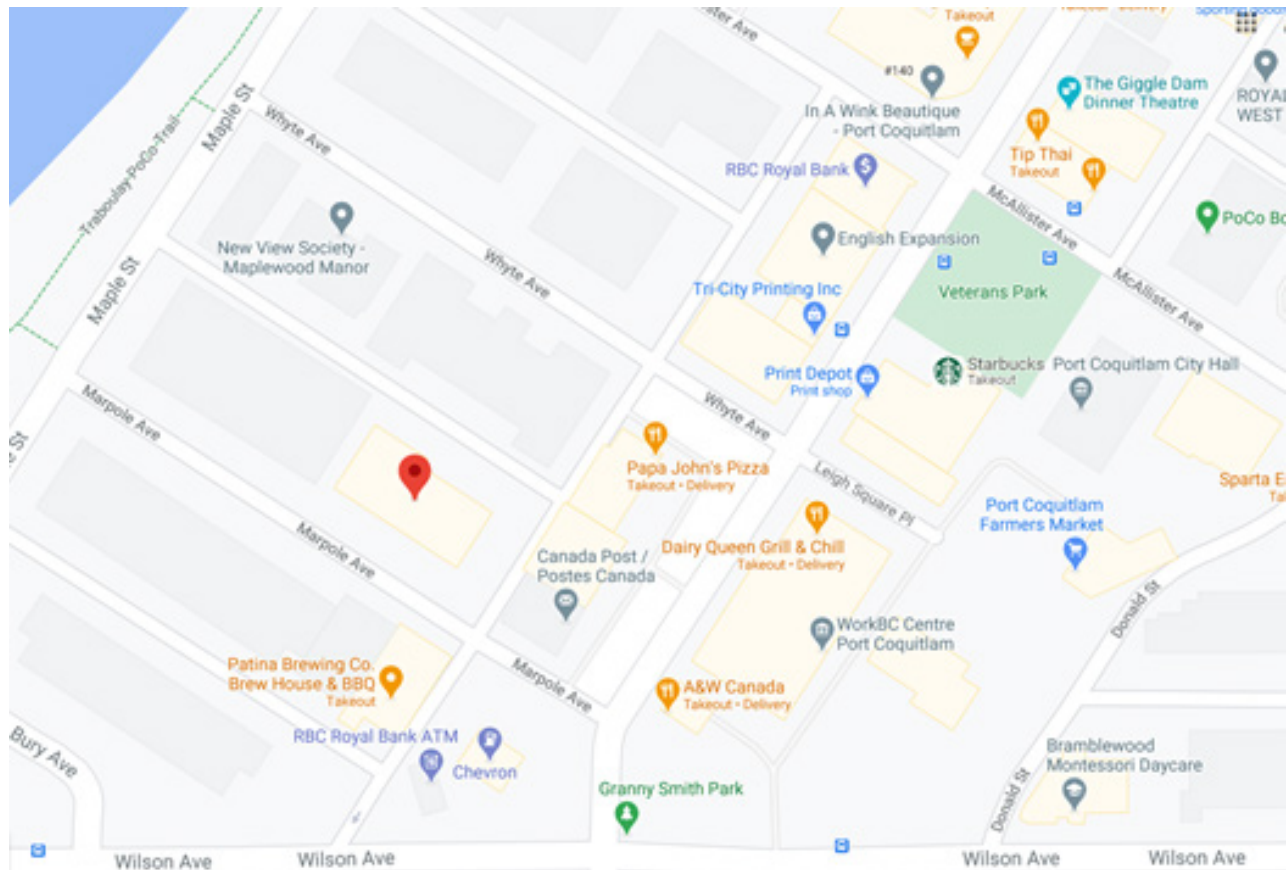 Allister Ave
Takeout
Takeout • Delivery
Sporting Goods
#140
In A Wink Beautique
- Port Coquitlam
The Giggle Dam
Dinner Theatre
ROYAL
WEST
Tip Thai
Takeout
RBC Royal Bank
McAllister Ave
PoCo Bo
English Expansion
Veterans Park
McAllister Ave
Maple St
Whyte Ave
Traboulay-PoCo-Trail
New View Society -
Maplewood Manor
Whyte Ave
Maple St
Tri-City Printing Inc
Print Depot
Print shop
Starbucks
Takeout
Port Coquitlam City Hall
Whyte Ave
Leigh Square Pl
Marpole Ave
Papa John's Pizza
Takeout • Delivery
Sparta E
Port Coquitlam
Farmers Market
Dairy Queen Grill & Chill
Takeout • Delivery
Marpole Ave
Canada Post /
Postes Canada
Donald St
WorkBC Centre
Port Coquitlam
Patina Brewing Co.
Brew House & BBQ
Takeout
Marpole Ave
A&W Canada
Takeout • Delivery
RBC Royal Bank ATM
Chevron
Bury Ave
Bramblewood
Montessori Daycare
Granny Smith Park
Donald St
Wilson Ave
Wilson Ave
Wilson Ave
Wilson Ave